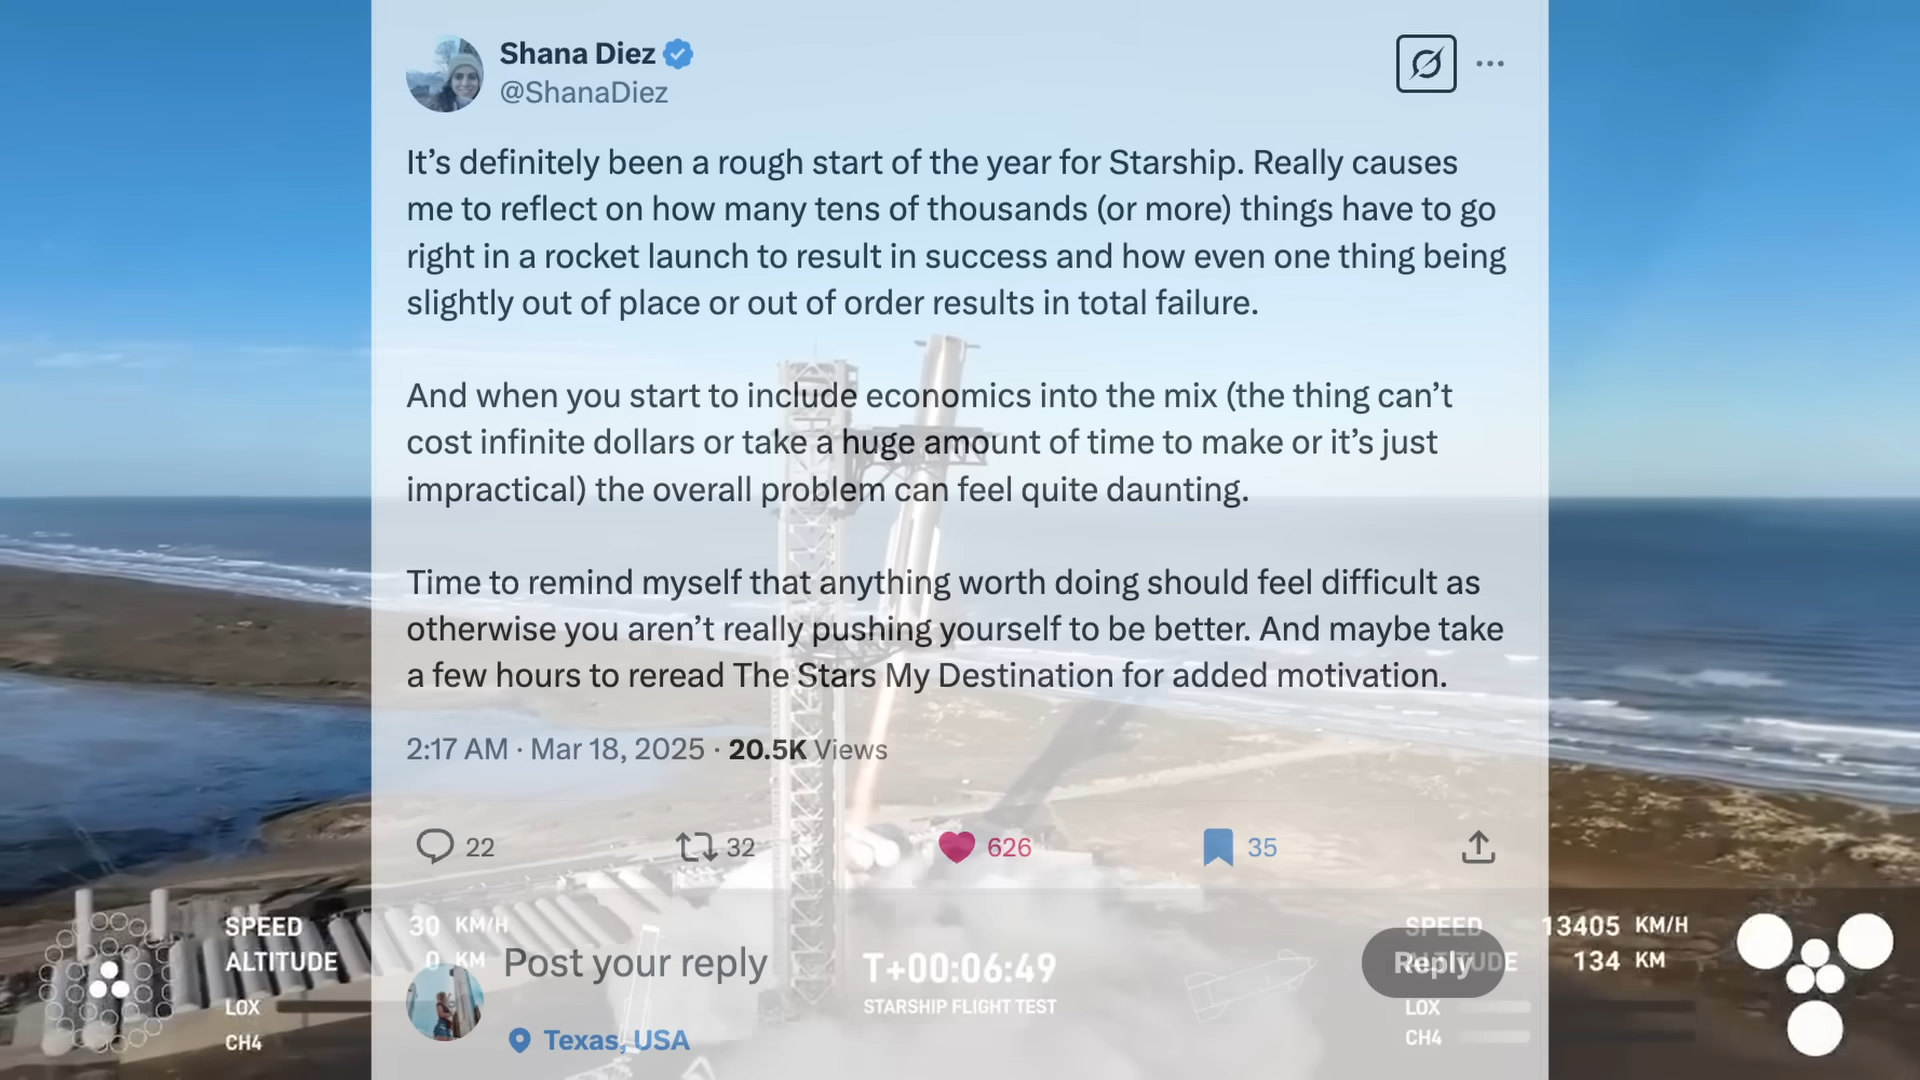 Shana Diez
@ShanaDiez
It’s definitely been a rough start of the year for Starship. Really causes
me to reflect on how many tens of thousands (or more) things have to go
right in a rocket launch to result in success and how even one thing being
slightly out of place or out of order results in total failure.
And when you start to include economics into the mix (the thing can’t
cost infinite dollars or take a huge amount of time to make or it’s just
impractical) the overall problem can feel quite daunting.
Time to remind myself that anything worth doing should feel difficult as
otherwise you aren’t really pushing yourself to be better. And maybe take
a few hours to reread The Stars My Destination for added motivation.
2:17 AM · Mar 18, 2025 · 20.5K Views
22 32 626 35
Post your reply
Reply
Texas, USA
SPEED 30 KM/H
ALTITUDE 0 KM
LOX
CH4
T+00:06:49
STARSHIP FLIGHT TEST
SPEED 13405 KM/H
ALTITUDE 134 KM
LOX
CH4